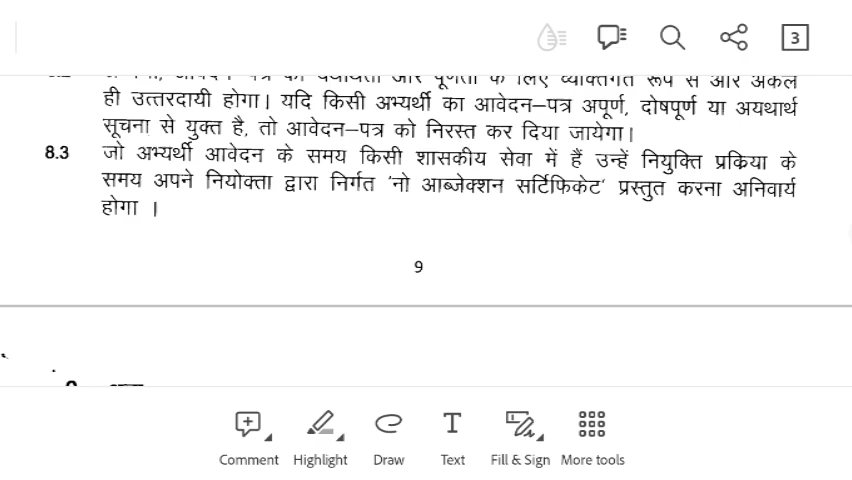 3
ही उत्तरदायी होगा। यदि किसी अभ्यर्थी का आवेदन–पत्र अपूर्ण, दोषपूर्ण या अयथार्थ
सूचना से युक्त है, तो आवेदन–पत्र को निरस्त कर दिया जायेगा।
8.3 जो अभ्यर्थी आवेदन के समय किसी शासकीय सेवा में हैं उन्हें नियुक्ति प्रकिया के
समय अपने नियोक्ता द्वारा निर्गत 'नो आब्जेक्शन सर्टिफिकेट' प्रस्तुत करना अनिवार्य
होगा ।
9
Comment Highlight Draw Text Fill & Sign More tools